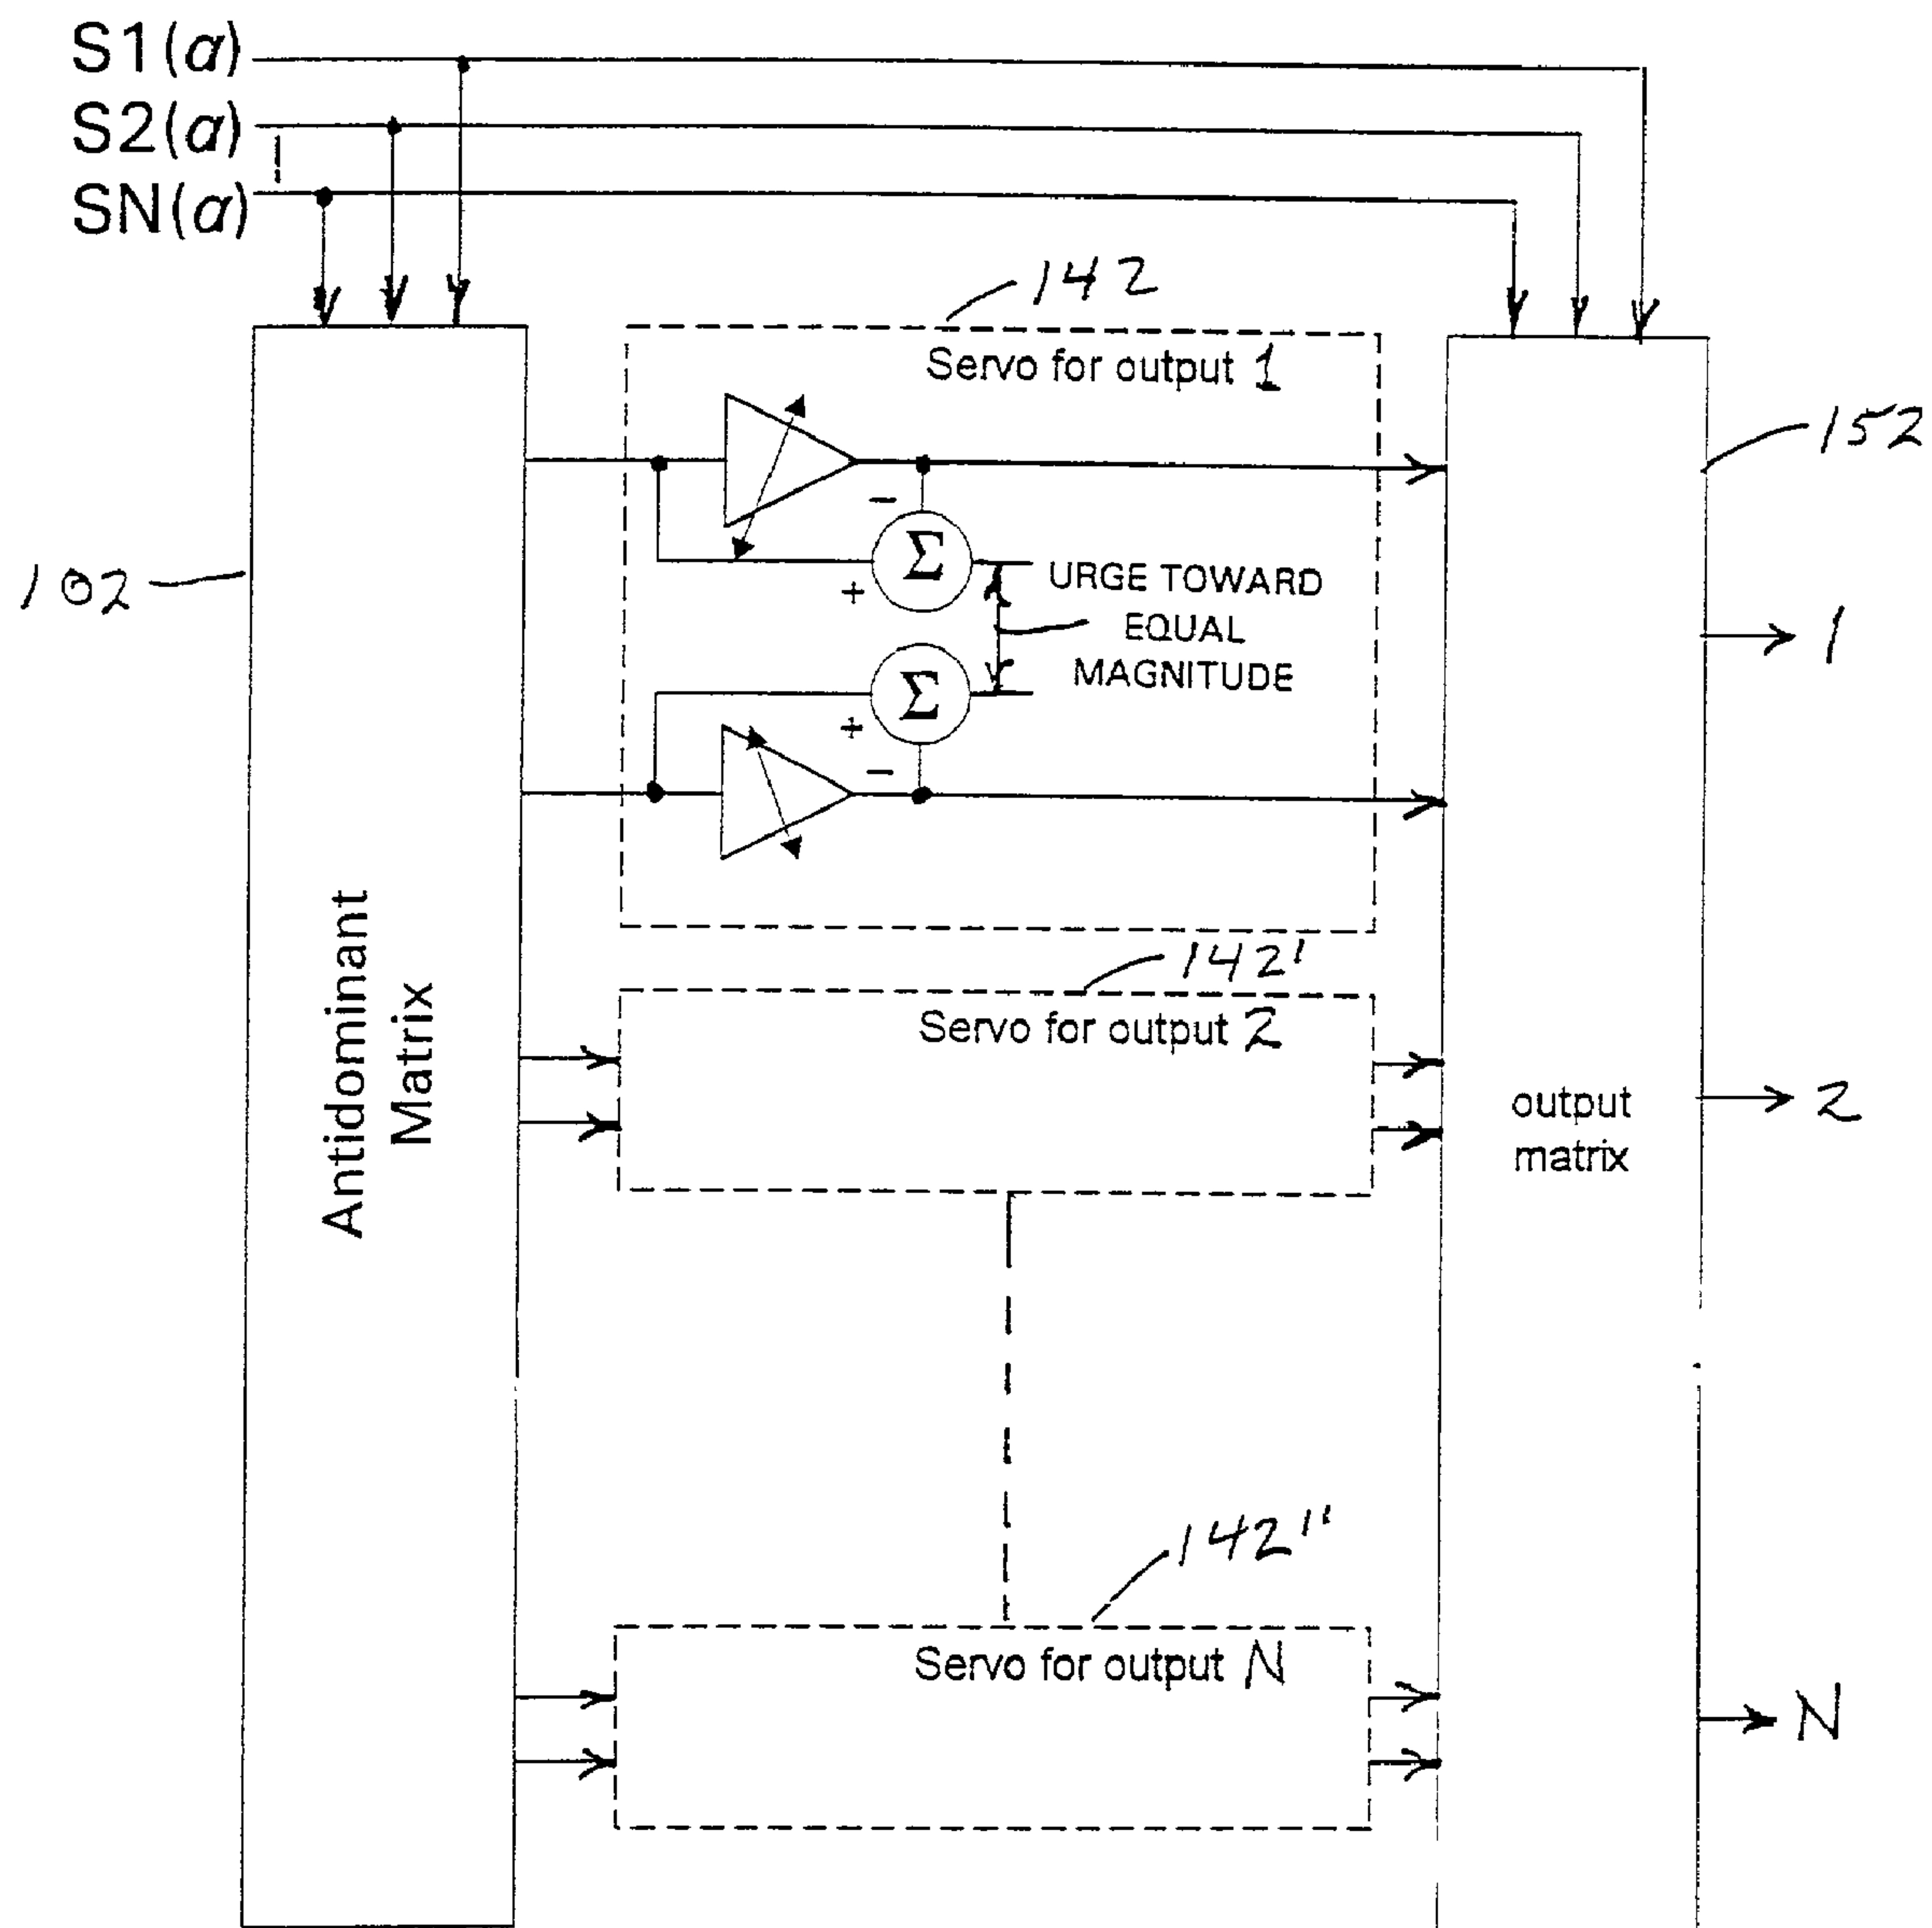 S1(α)
S2(α)
SN(α)
142
Servo for output 1
152
102
−
Σ
+
URGE TOWARD
EQUAL
MAGNITUDE
1
Σ
+
−
Antidominant
Matrix
142'
Servo for output 2
output
matrix
2
142"
Servo for output N
N